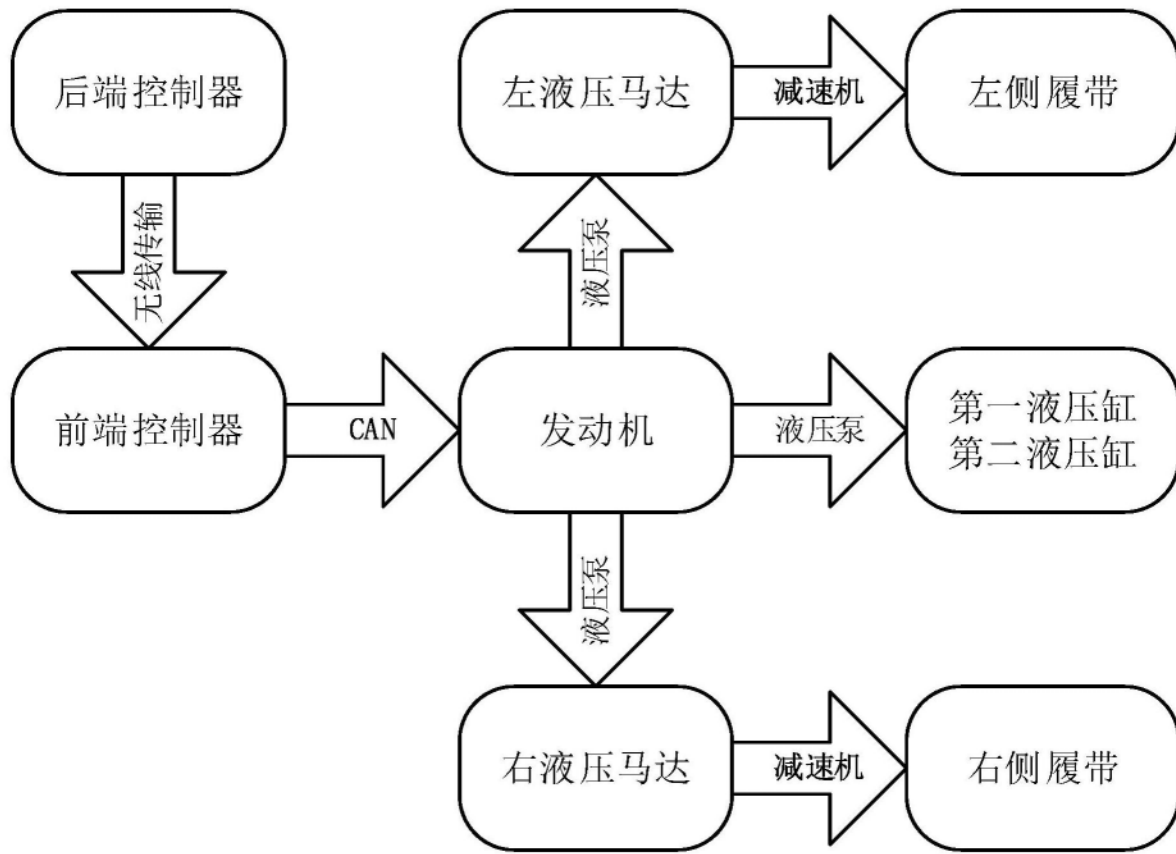 后端控制器
左液压马达
减速机
左侧履带
无线传输
液压泵
前端控制器
CAN
发动机
液压泵
第一液压缸
第二液压缸
液压泵
右液压马达
减速机
右侧履带